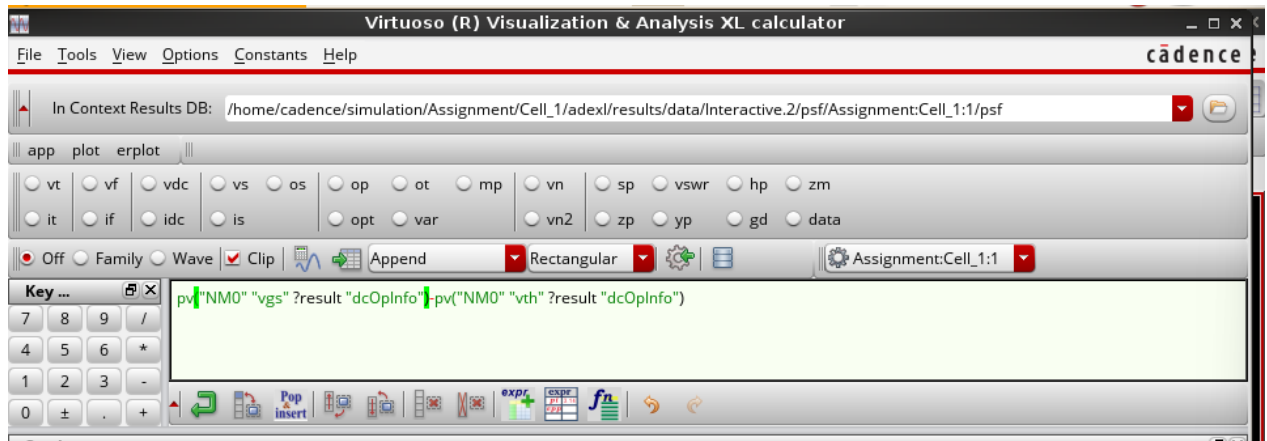 Virtuoso (R) Visualization & Analysis XL calculator
File Tools View Options Constants Help cādence
In Context Results DB: /home/cadence/simulation/Assignment/Cell_1/adexl/results/data/Interactive.2/psf/Assignment:Cell_1:1/psf
app plot erplot
vt vf vdc vs os op ot mp vn sp vswr hp zm
it if idc is opt var vn2 zp yp gd data
Off Family Wave Clip Append Rectangular Assignment:Cell_1:1
Key ...
pv("NM0" "vgs" ?result "dcOpInfo")-pv("NM0" "vth" ?result "dcOpInfo")
7 8 9 /
4 5 6 *
1 2 3 -
0 ± . +
Pop & insert expr expr fn